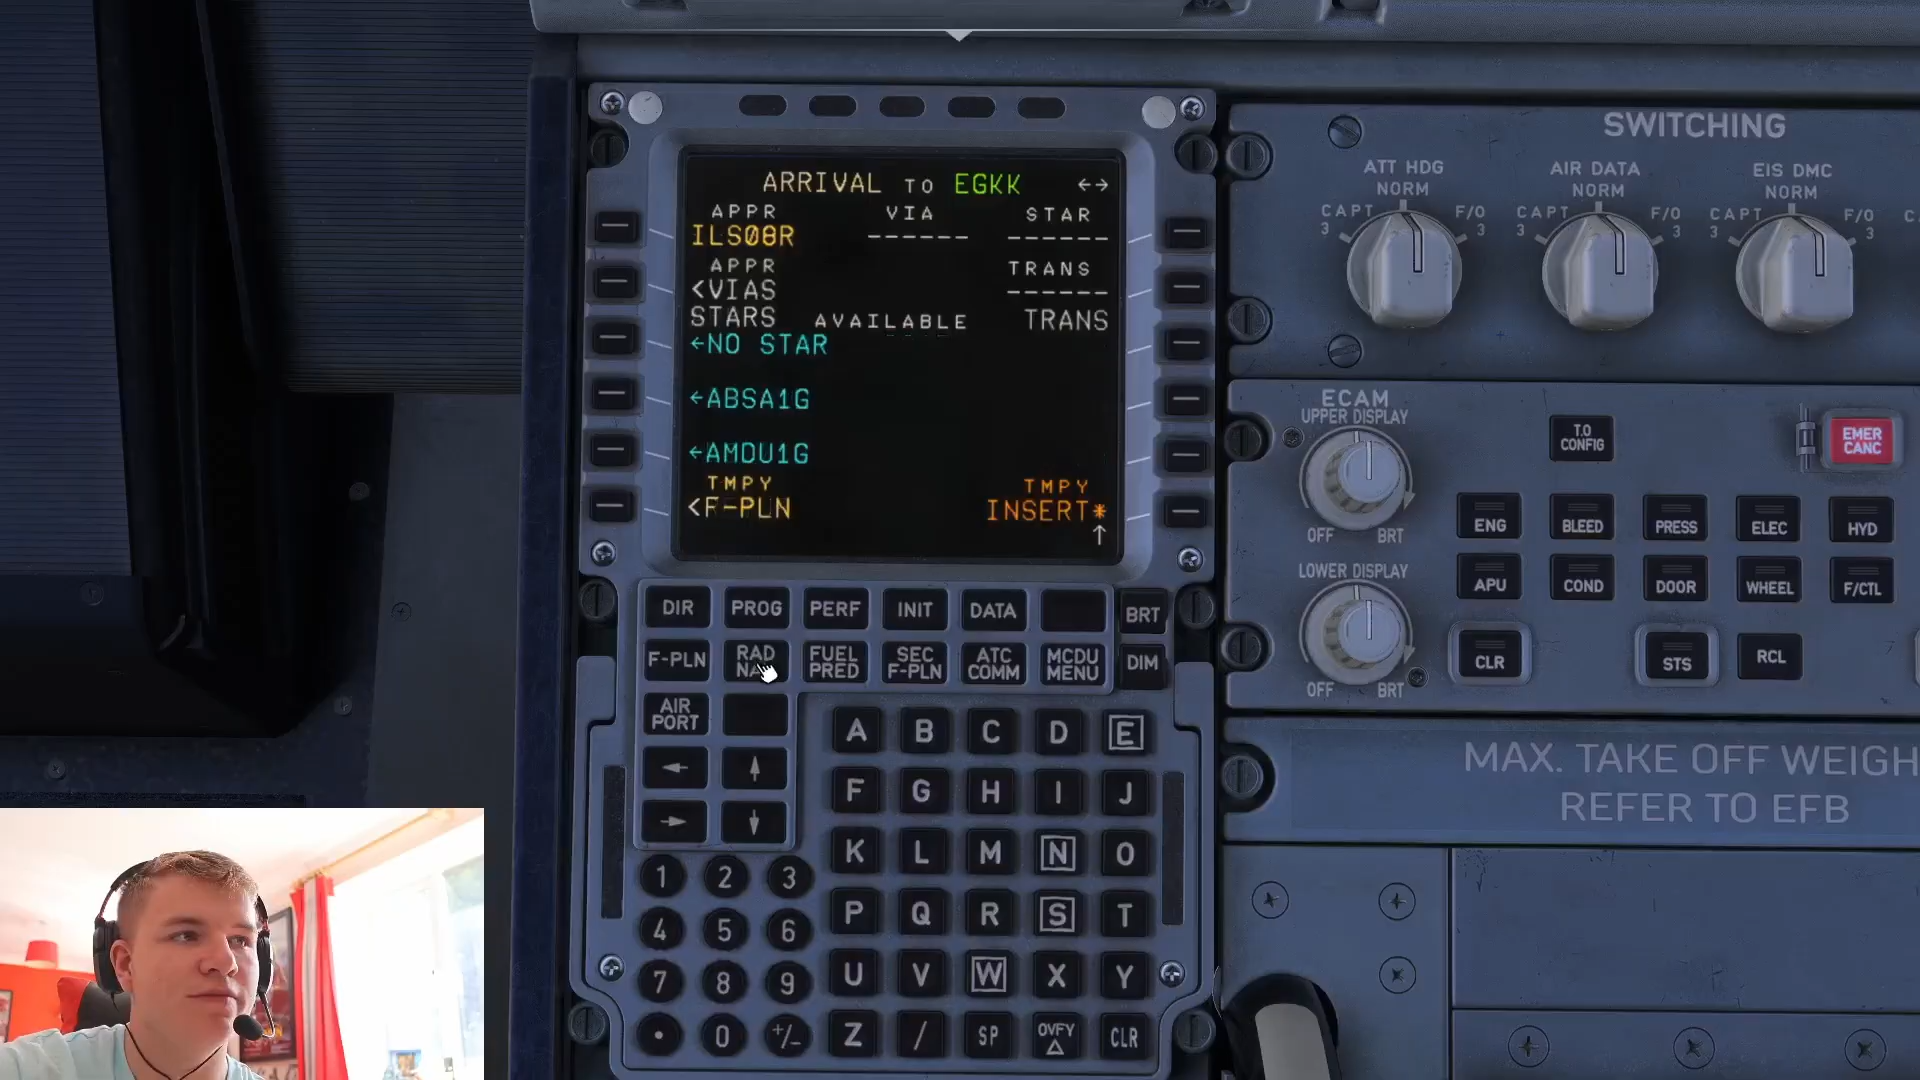 ARRIVAL TO EGKK ←→
APPR VIA STAR
ILS08R ------ ------
APPR TRANS
<VIAS ------
STARS AVAILABLE TRANS
←NO STAR
←ABSA1G
←AMDU1G
TMPY TMPY
<F-PLN INSERT*
↑
DIR PROG PERF INIT DATA BRT
F-PLN RAD NAV FUEL PRED SEC F-PLN ATC COMM MCDU MENU DIM
AIR PORT
← ↑
→ ↓
A B C D E
F G H I J
K L M N O
P Q R S T
U V W X Y
Z / SP OVFY △ CLR
1 2 3
4 5 6
7 8 9
• 0 +/-
SWITCHING
ATT HDG AIR DATA EIS DMC
NORM NORM NORM
CAPT F/O CAPT F/O CAPT F/O
3 3 3 3 3 3
ECAM
UPPER DISPLAY
OFF BRT
LOWER DISPLAY
OFF BRT
T.O CONFIG
EMER CANC
ENG BLEED PRESS ELEC HYD
APU COND DOOR WHEEL F/CTL
CLR STS RCL
MAX. TAKE OFF WEIGH
REFER TO EFB